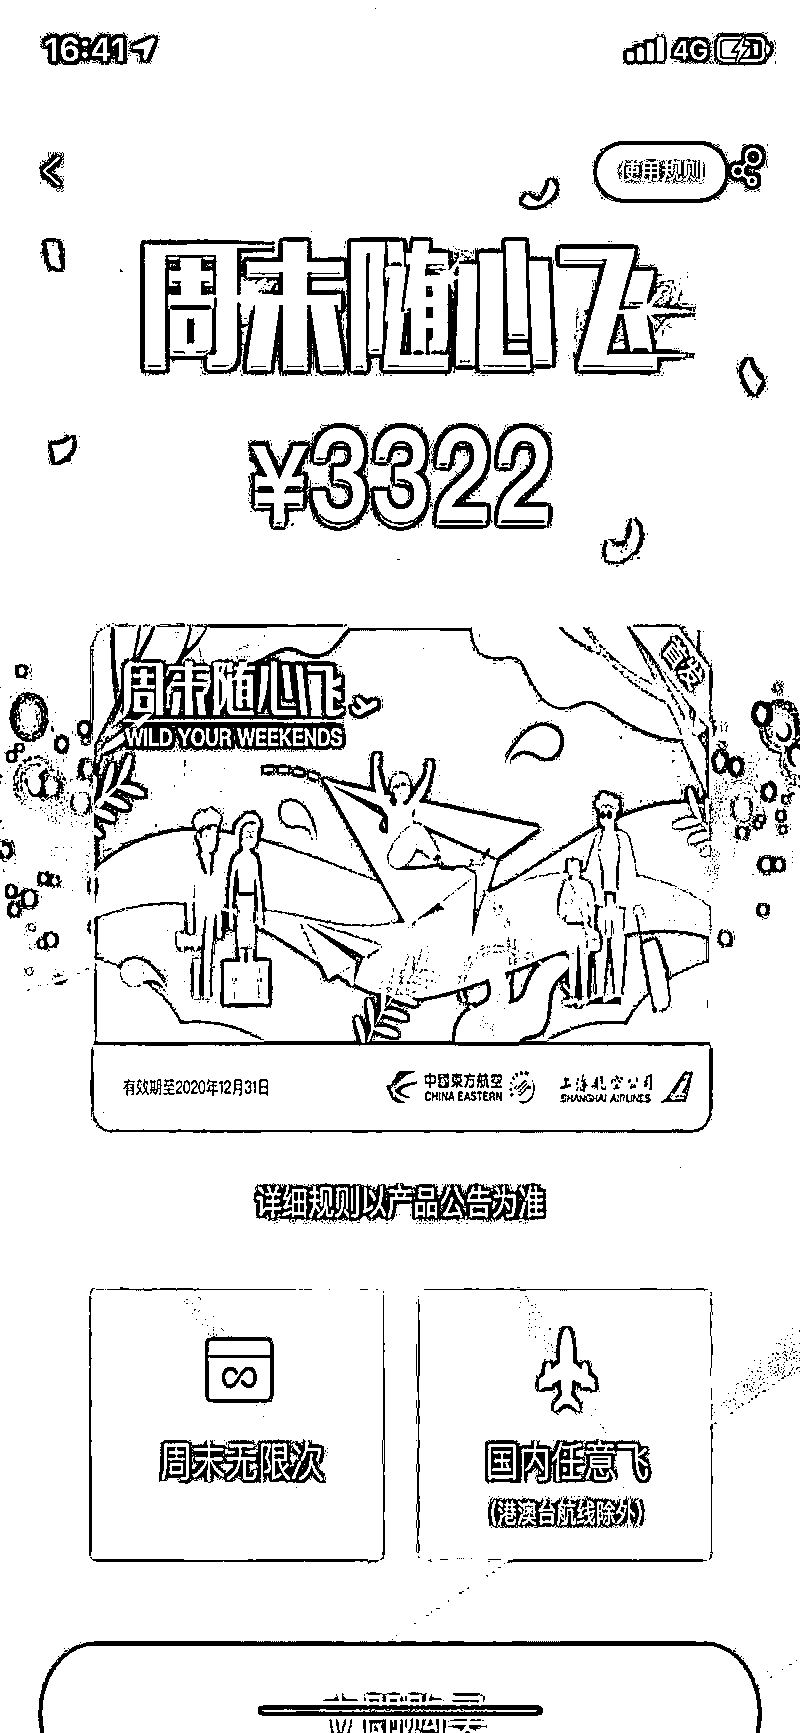 16:41
4G
使用规则
周末随心飞
¥3322
首发
周末随心飞
WILD YOUR WEEKENDS
有效期至2020年12月31日
中國東方航空
CHINA EASTERN
上海航空公司
SHANGHAI AIRLINES
详细规则以产品公告为准
周末无限次
国内任意飞
(港澳台航线除外)